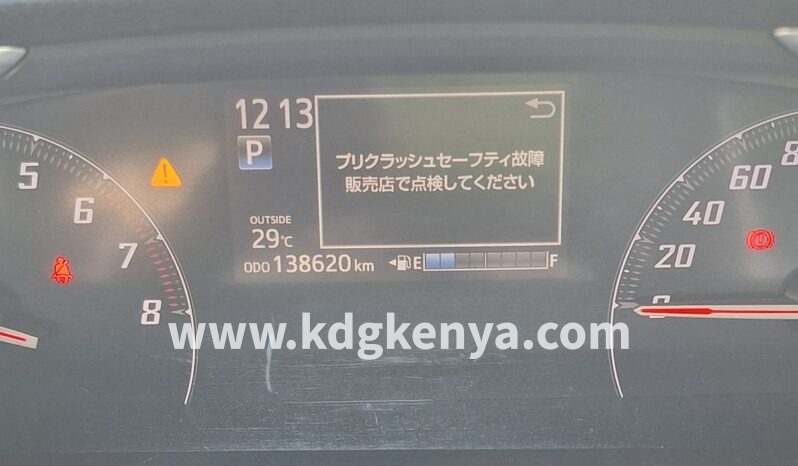 12 13
P
プリクラッシュセーフティ故障
販売店で点検してください
OUTSIDE
29℃
ODO 138620 km
E F
5
6
7
8
80
60
40
20
0
www.kdgkenya.com